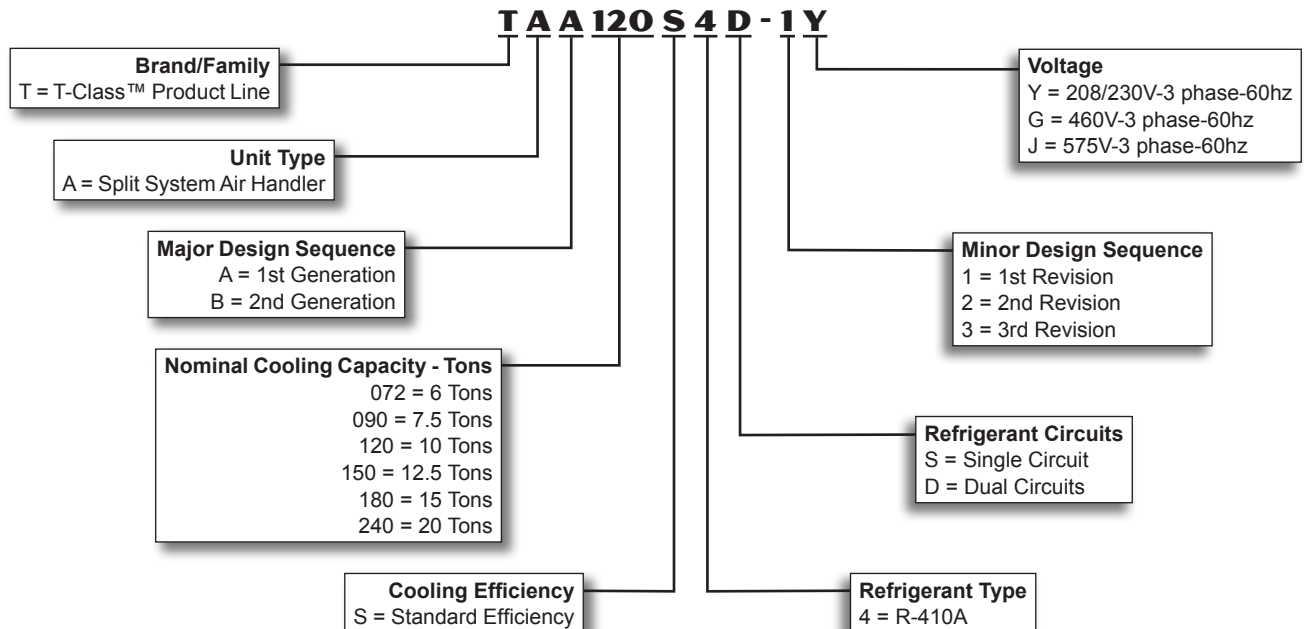 TAA120S4D-1Y
Brand/Family
T = T-Class™ Product Line
Unit Type
A = Split System Air Handler
Major Design Sequence
A = 1st Generation
B = 2nd Generation
Nominal Cooling Capacity - Tons
072 = 6 Tons
090 = 7.5 Tons
120 = 10 Tons
150 = 12.5 Tons
180 = 15 Tons
240 = 20 Tons
Cooling Efficiency
S = Standard Efficiency
Voltage
Y = 208/230V-3 phase-60hz
G = 460V-3 phase-60hz
J = 575V-3 phase-60hz
Minor Design Sequence
1 = 1st Revision
2 = 2nd Revision
3 = 3rd Revision
Refrigerant Circuits
S = Single Circuit
D = Dual Circuits
Refrigerant Type
4 = R-410A